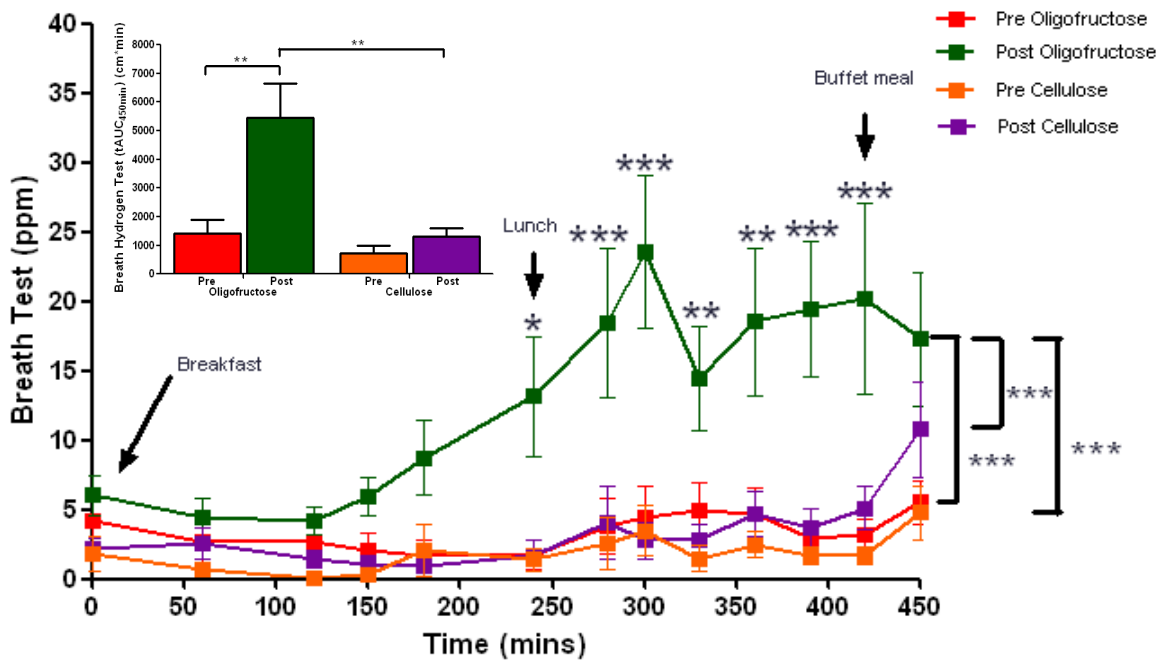 Pre Oligofructose
Post Oligofructose
Pre Cellulose
Post Cellulose
Breath Hydrogen Test (tAUC450min) (cm*min)
8000
7000
6000
5000
4000
3000
2000
1000
0
**
**
Pre
Post
Pre
Post
Oligofructose
Cellulose
Breath Test (ppm)
40
35
30
25
20
15
10
5
0
Breakfast
Lunch
Buffet meal
*
***
***
**
**
***
***
***
***
***
0
50
100
150
200
250
300
350
400
450
Time (mins)